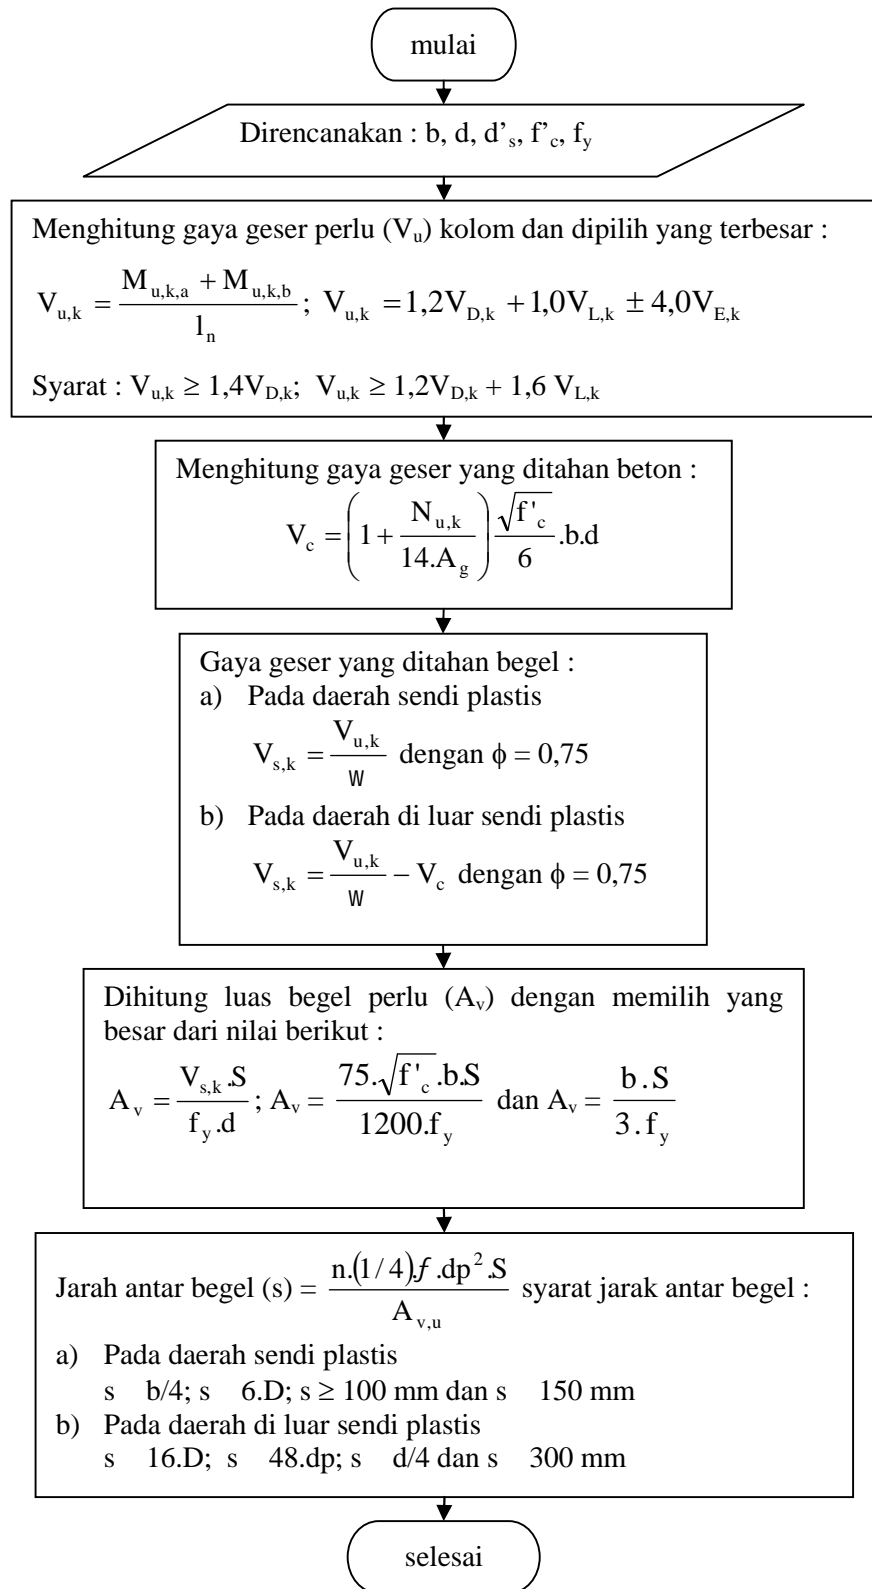 mulai
Direncanakan : b, d, d's, f'c, fy
Menghitung gaya geser perlu (Vu) kolom dan dipilih yang terbesar :
Vu,k = (Mu,k,a + Mu,k,b) / ln ; Vu,k = 1,2VD,k + 1,0VL,k ± 4,0VE,k
Syarat : Vu,k ≥ 1,4VD,k; Vu,k ≥ 1,2VD,k + 1,6 VL,k
Menghitung gaya geser yang ditahan beton :
Vc = (1 + Nu,k / 14.Ag) √f'c / 6 .b.d
Gaya geser yang ditahan begel :
a) Pada daerah sendi plastis
Vs,k = Vu,k / W dengan ϕ = 0,75
b) Pada daerah di luar sendi plastis
Vs,k = Vu,k / W − Vc dengan ϕ = 0,75
Dihitung luas begel perlu (Av) dengan memilih yang
besar dari nilai berikut :
Av = Vs,k.S / fy.d ; Av = 75.√f'c.b.S / 1200.fy dan Av = b.S / 3.fy
Jarah antar begel (s) = n.(1/4).f.dp².S / Av,u syarat jarak antar begel :
a) Pada daerah sendi plastis
s b/4; s 6.D; s ≥ 100 mm dan s 150 mm
b) Pada daerah di luar sendi plastis
s 16.D; s 48.dp; s d/4 dan s 300 mm
selesai